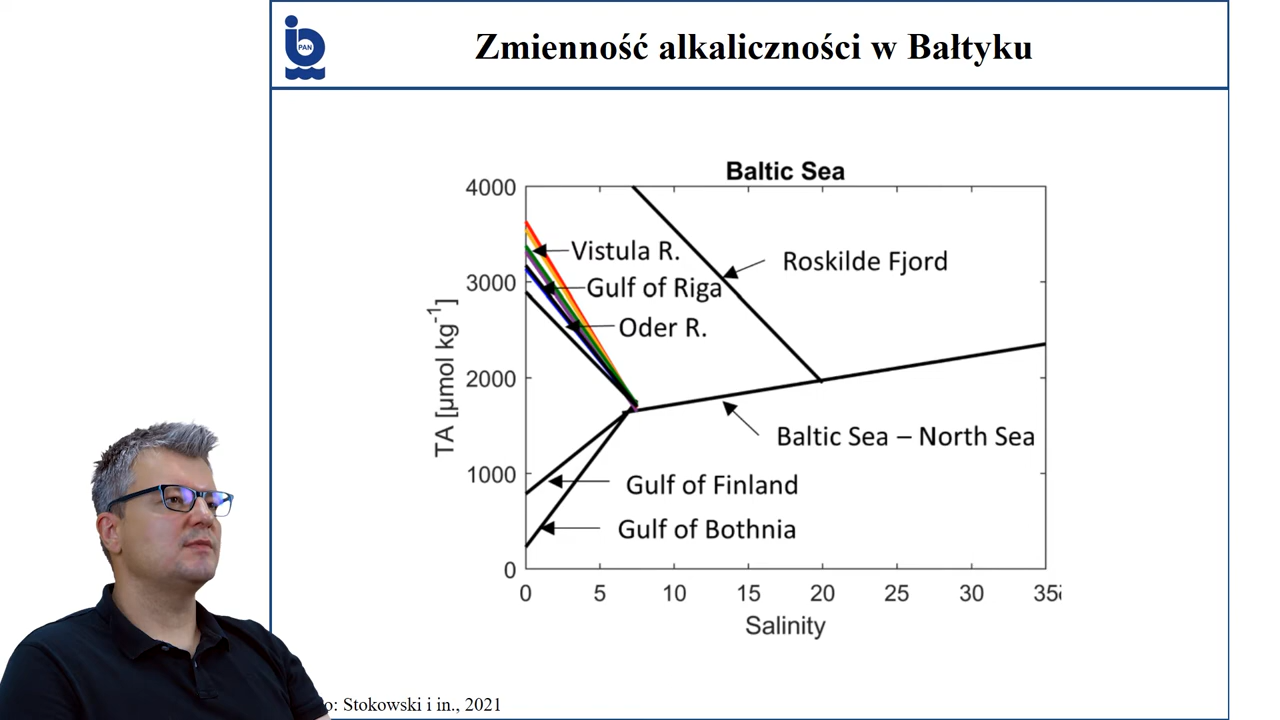 PAN
Zmienność alkaliczności w Bałtyku
Baltic Sea
4000
3000
2000
1000
0
TA [µmol kg⁻¹]
Vistula R.
Gulf of Riga
Oder R.
Roskilde Fjord
Baltic Sea – North Sea
Gulf of Finland
Gulf of Bothnia
0 5 10 15 20 25 30 35
Salinity
Stokowski i in., 2021